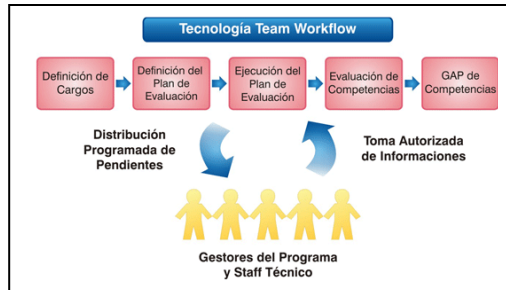 Tecnología Team Workflow
Definición de
Cargos
Definición del
Plan de
Evaluación
Ejecución del
Plan de
Evaluación
Evaluación de
Competencias
GAP de
Competencias
Distribución
Programada de
Pendientes
Toma Autorizada
de Informaciones
Gestores del Programa
y Staff Técnico